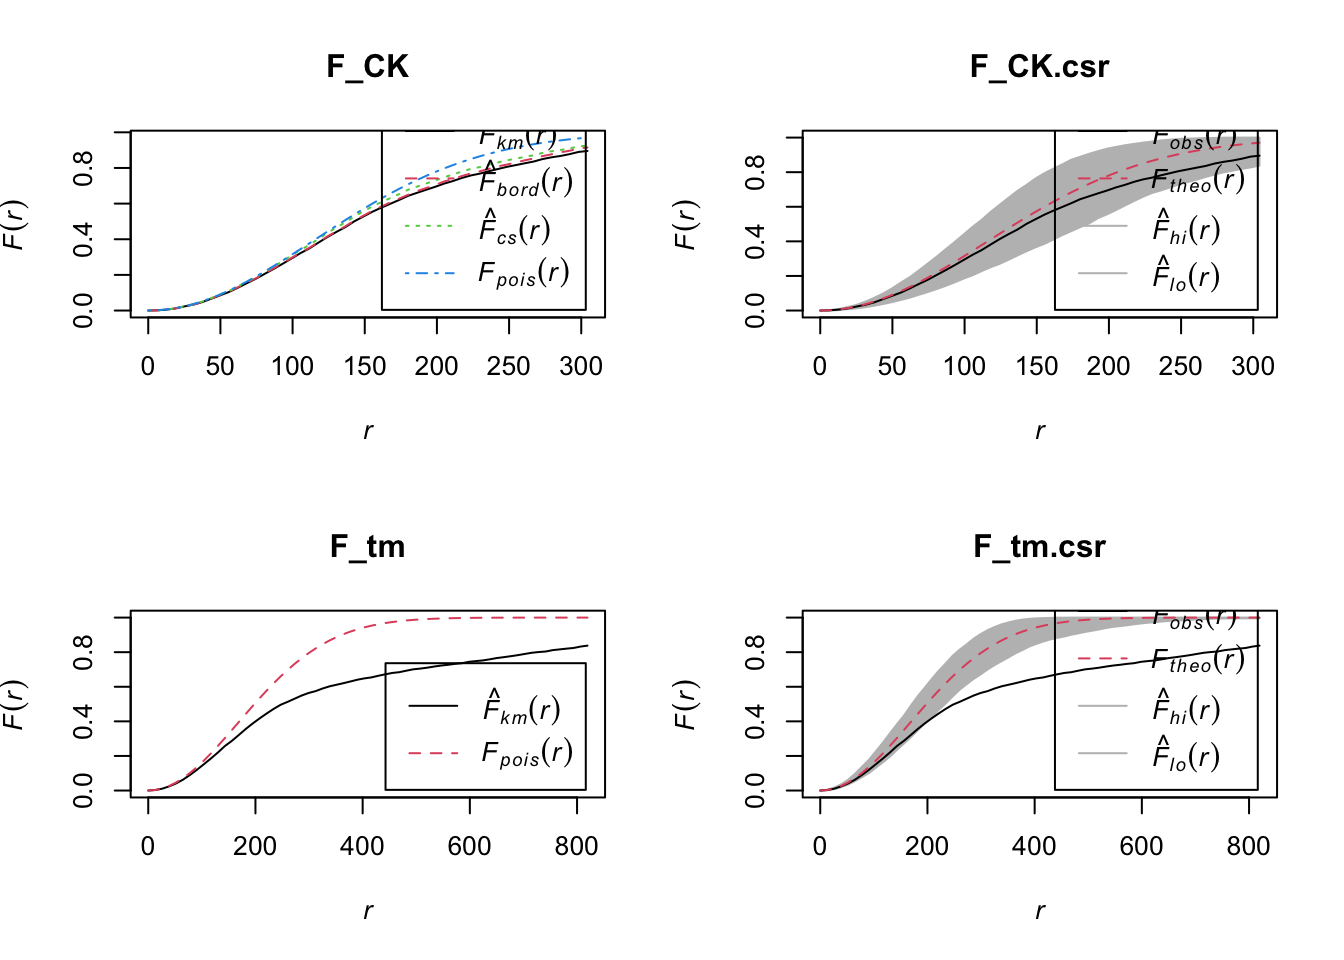 F_CK
F(r)
0.0 0.4 0.8
F̂km(r)
F̂bord(r)
F̂cs(r)
Fpois(r)
0 50 100 150 200 250 300
r
F_CK.csr
F(r)
0.0 0.4 0.8
F̂obs(r)
Ftheo(r)
F̂hi(r)
F̂lo(r)
0 50 100 150 200 250 300
r
F_tm
F(r)
0.0 0.4 0.8
F̂km(r)
Fpois(r)
0 200 400 600 800
r
F_tm.csr
F(r)
0.0 0.4 0.8
F̂obs(r)
Ftheo(r)
F̂hi(r)
F̂lo(r)
0 200 400 600 800
r